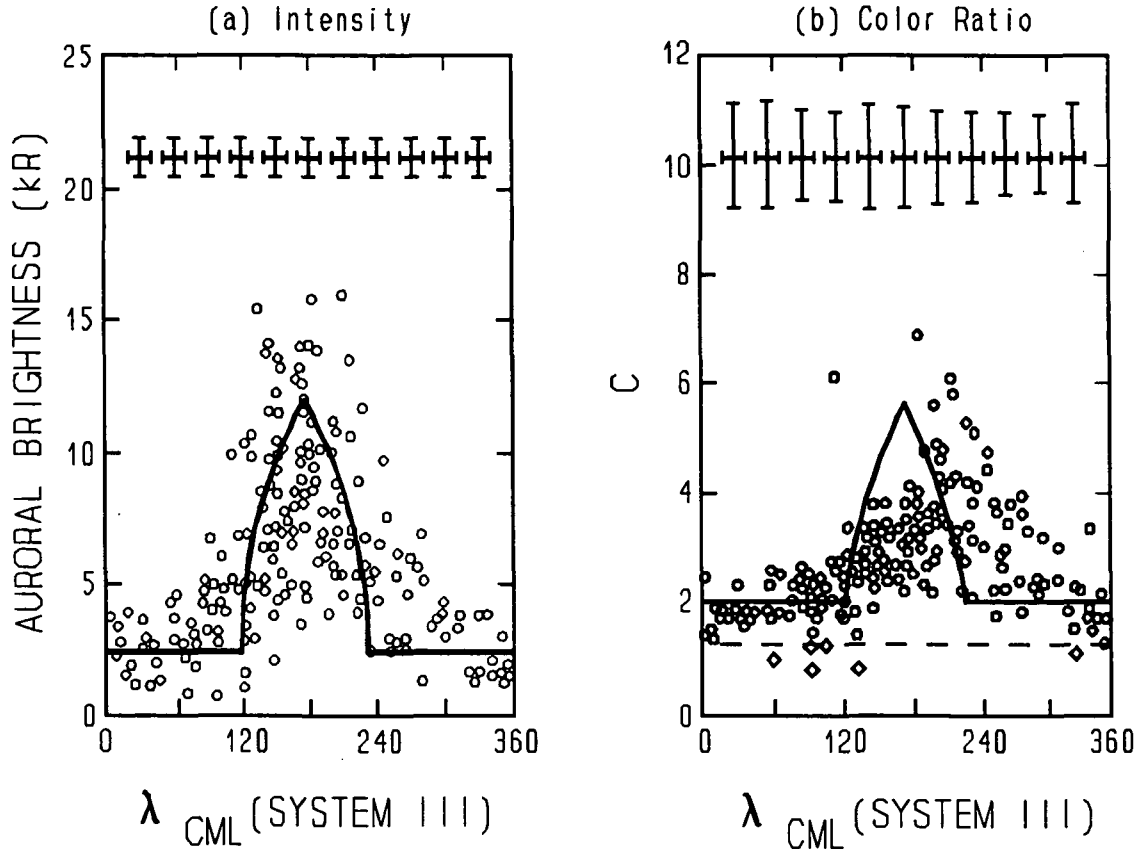 (a) Intensity
(b) Color Ratio
AURORAL BRIGHTNESS (kR)
25
20
15
10
5
0
0 120 240 360
λ CML (SYSTEM III)
C
12
10
8
6
4
2
0
0 120 240 360
λ CML (SYSTEM III)